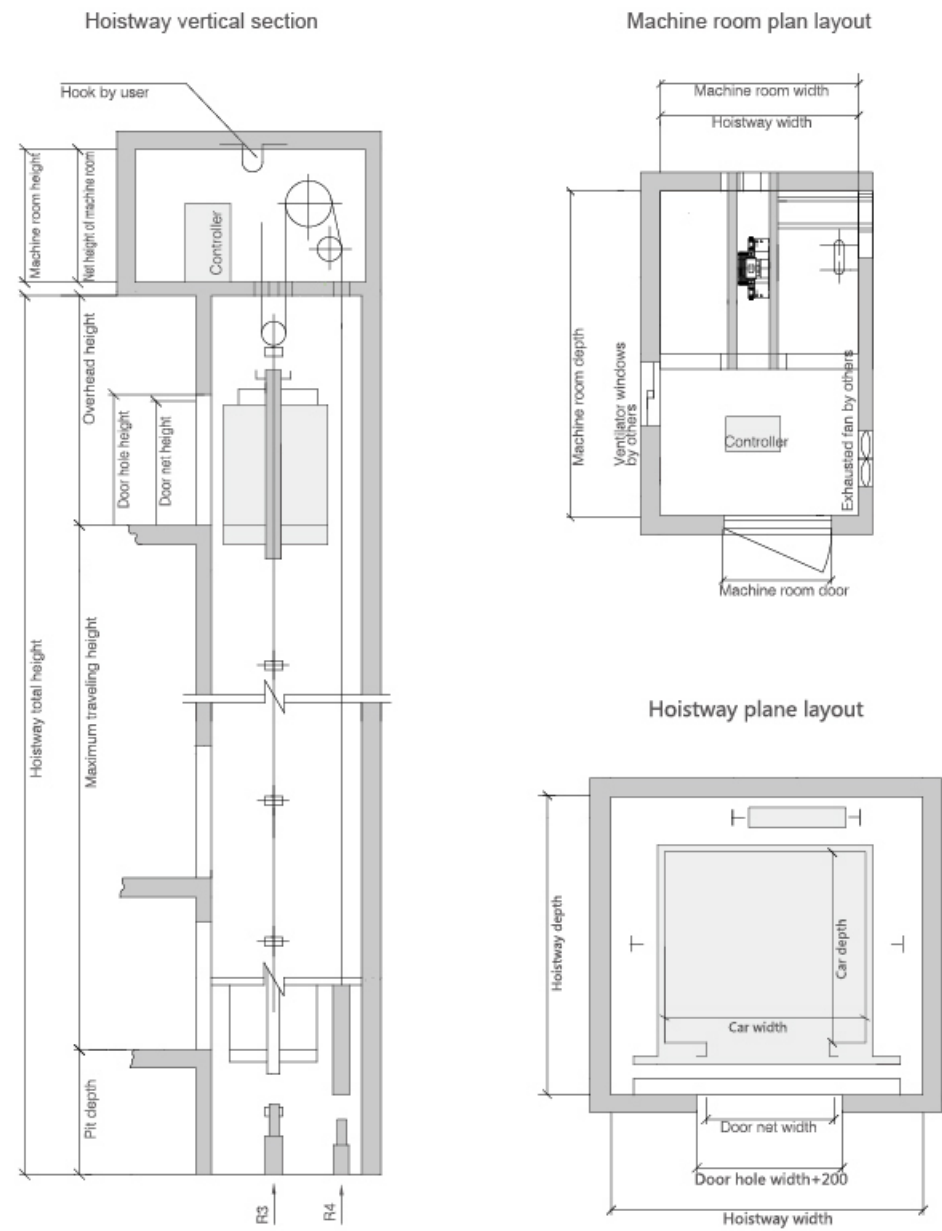 Hoistway vertical section
Hook by user
Machine room height
Net height of machine room
Controller
Overhead height
Door hole height
Door net height
Hoistway total height
Maximum traveling height
Pit depth
R3
R4
Machine room plan layout
Machine room width
Hoistway width
Machine room depth
Ventilator windows
by others
Controller
Exhausted fan by others
Machine room door
Hoistway plane layout
Hoistway depth
Car depth
Car width
Door net width
Door hole width+200
Hoistway width